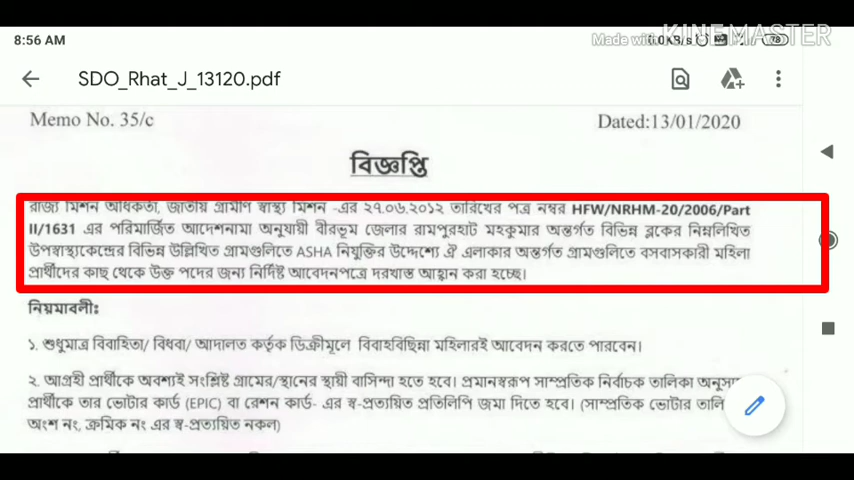 8:56 AM
Made with KINEMASTER
0.0KB/s
78
SDO_Rhat_J_13120.pdf
Memo No. 35/c
Dated:13/01/2020
বিজ্ঞপ্তি
রাজ্য মিশন অধিকর্তা, জাতীয় গ্রামীণ স্বাস্থ্য মিশন -এর ২৭.০৬.২০১২ তারিখের পত্র নম্বর HFW/NRHM-20/2006/Part
II/1631 এর পরিমার্জিত আদেশনামা অনুযায়ী বীরভূম জেলার রামপুরহাট মহকুমার অন্তর্গত বিভিন্ন ব্লকের নিম্নলিখিত
উপস্বাস্থ্যকেন্দ্রের বিভিন্ন উল্লিখিত গ্রামগুলিতে ASHA নিযুক্তির উদ্দেশ্যে ঐ এলাকার অন্তর্গত গ্রামগুলিতে বসবাসকারী মহিলা
প্রার্থীদের কাছ থেকে উক্ত পদের জন্য নির্দিষ্ট আবেদনপত্রে দরখাস্ত আহ্বান করা হচ্ছে।
নিয়মাবলীঃ
১. শুধুমাত্র বিবাহিতা/ বিধবা/ আদালত কর্তৃক ডিক্রীমূলে বিবাহবিছিন্না মহিলারই আবেদন করতে পারবেন।
২. আগ্রহী প্রার্থীকে অবশ্যই সংশ্লিষ্ট গ্রামের/স্থানের স্থায়ী বাসিন্দা হতে হবে। প্রমানস্বরূপ সাম্প্রতিক নির্বাচক তালিকা
প্রার্থীকে তার ভোটার কার্ড (EPIC) বা রেশন কার্ড- এর স্ব-প্রত্যয়িত প্রতিলিপি জমা দিতে হবে। (সাম্প্রতিক ভোটার
অংশ নং, ক্রমিক নং এর স্ব-প্রত্যয়িত নকল)